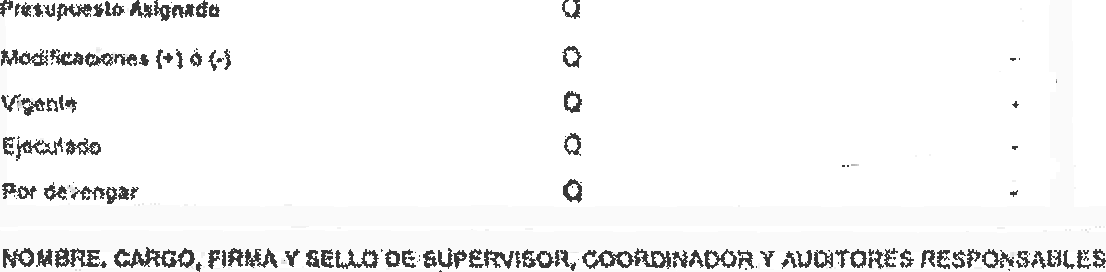 Presupuesto Asignado Q
Modificaciones (+) ó (-) Q -
Vigente Q -
Ejecutado Q -
Por devengar Q -
NOMBRE, CARGO, FIRMA Y SELLO DE SUPERVISOR, COORDINADOR Y AUDITORES RESPONSABLES